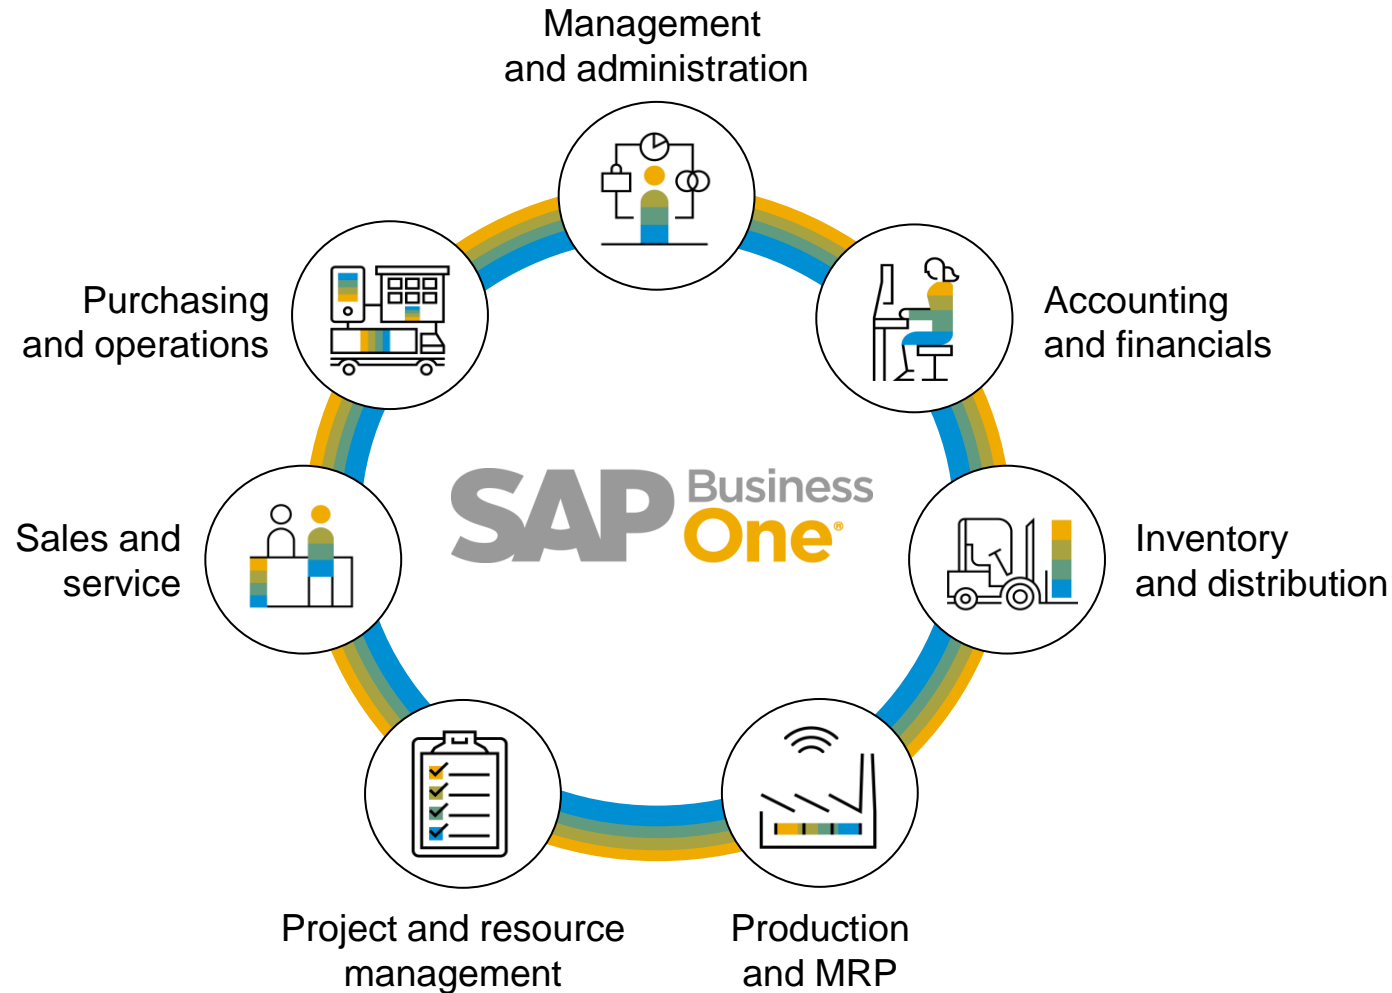 Management
and administration
Accounting
and financials
Inventory
and distribution
Production
and MRP
Project and resource
management
Sales and
service
Purchasing
and operations
SAP Business
One®